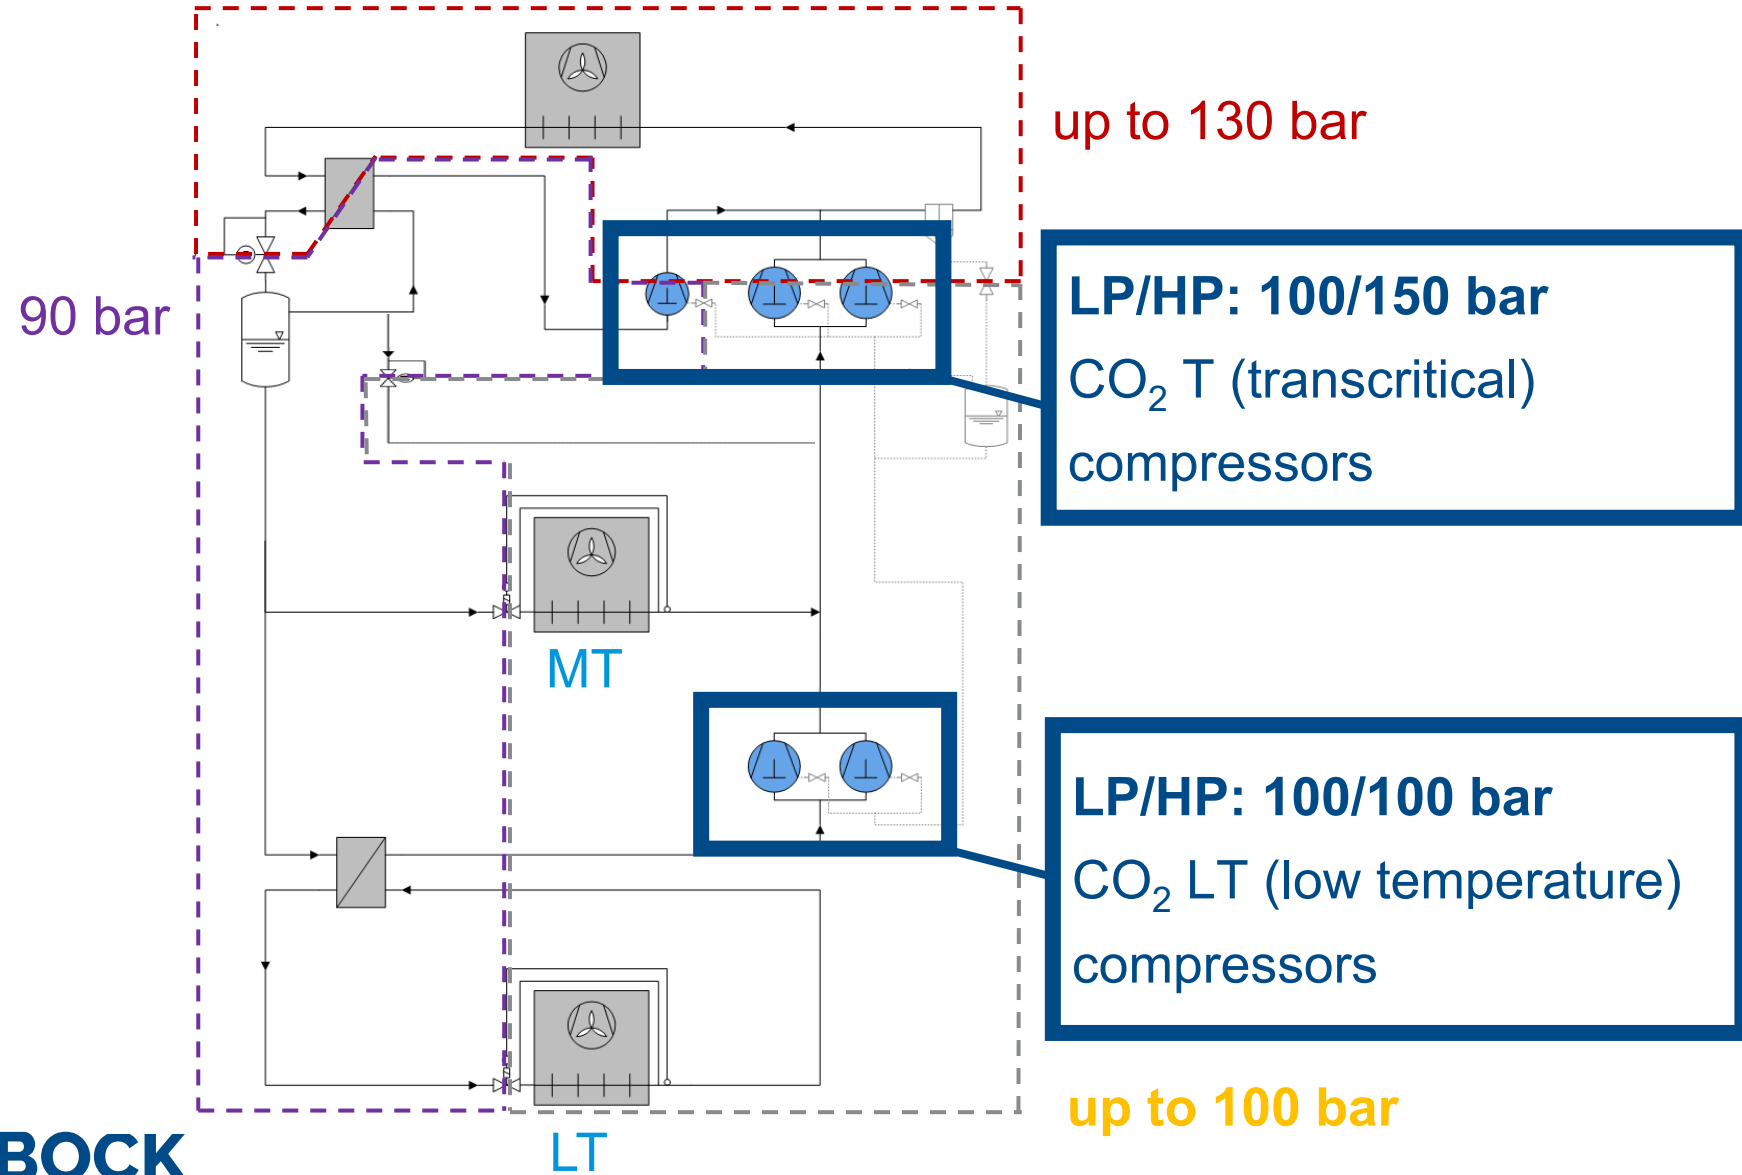 up to 130 bar
90 bar
LP/HP: 100/150 bar
CO₂ T (transcritical)
compressors
MT
LP/HP: 100/100 bar
CO₂ LT (low temperature)
compressors
up to 100 bar
LT
BOCK